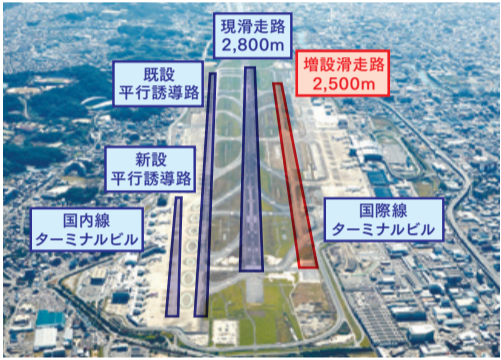 現滑走路
2,800m
増設滑走路
2,500m
既設
平行誘導路
新設
平行誘導路
国内線
ターミナルビル
国際線
ターミナルビル